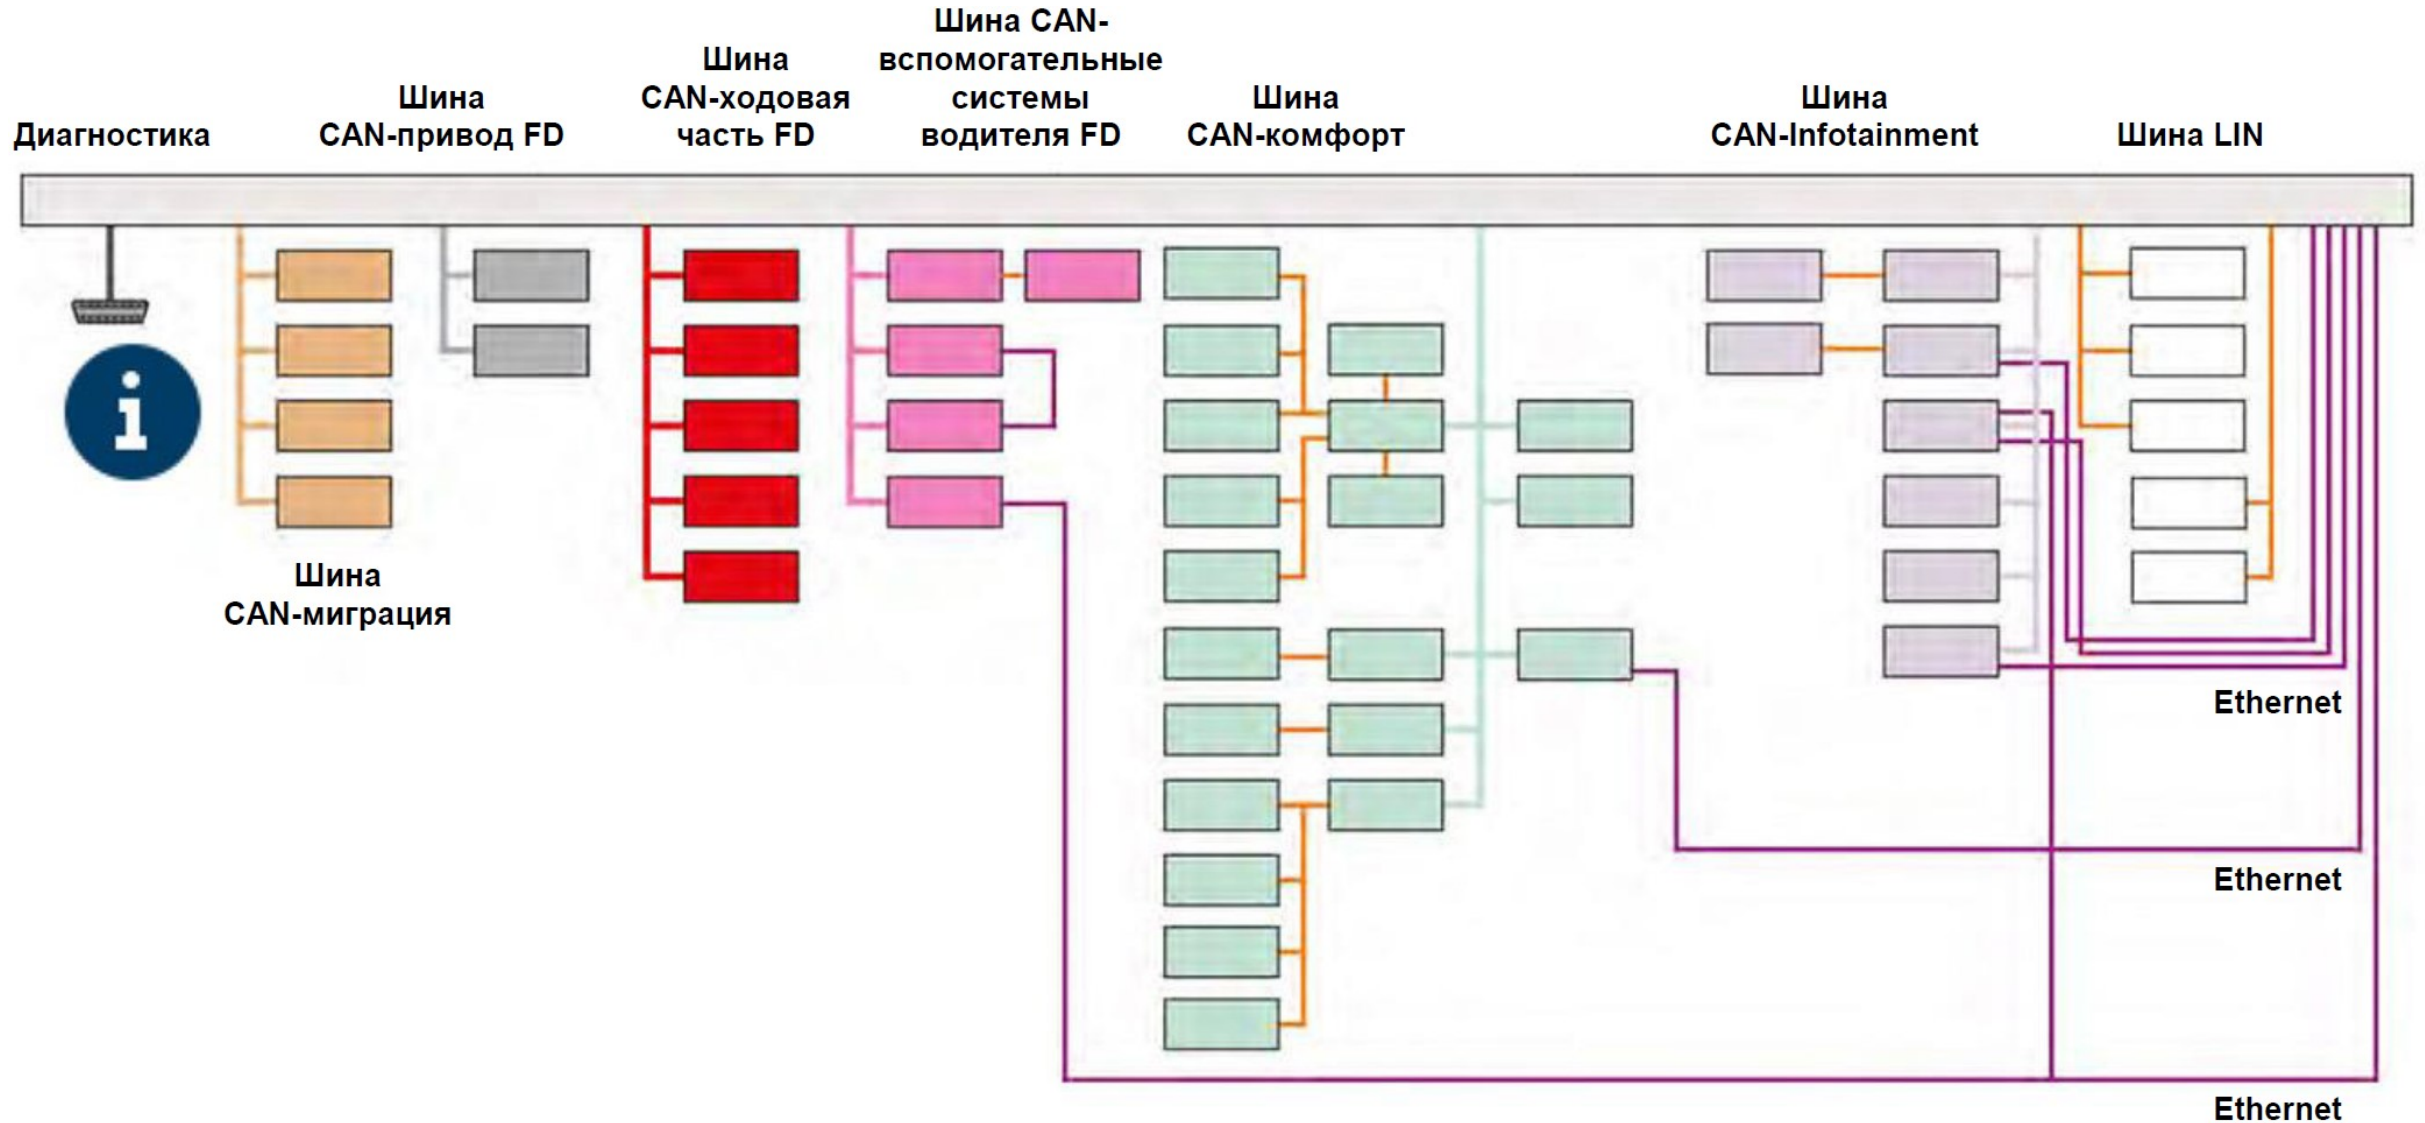 Диагностика
Шина
CAN-привод FD
Шина
CAN-ходовая
часть FD
Шина CAN-
вспомогательные
системы
водителя FD
Шина
CAN-комфорт
Шина
CAN-Infotainment
Шина LIN
i
Шина
CAN-миграция
Ethernet
Ethernet
Ethernet